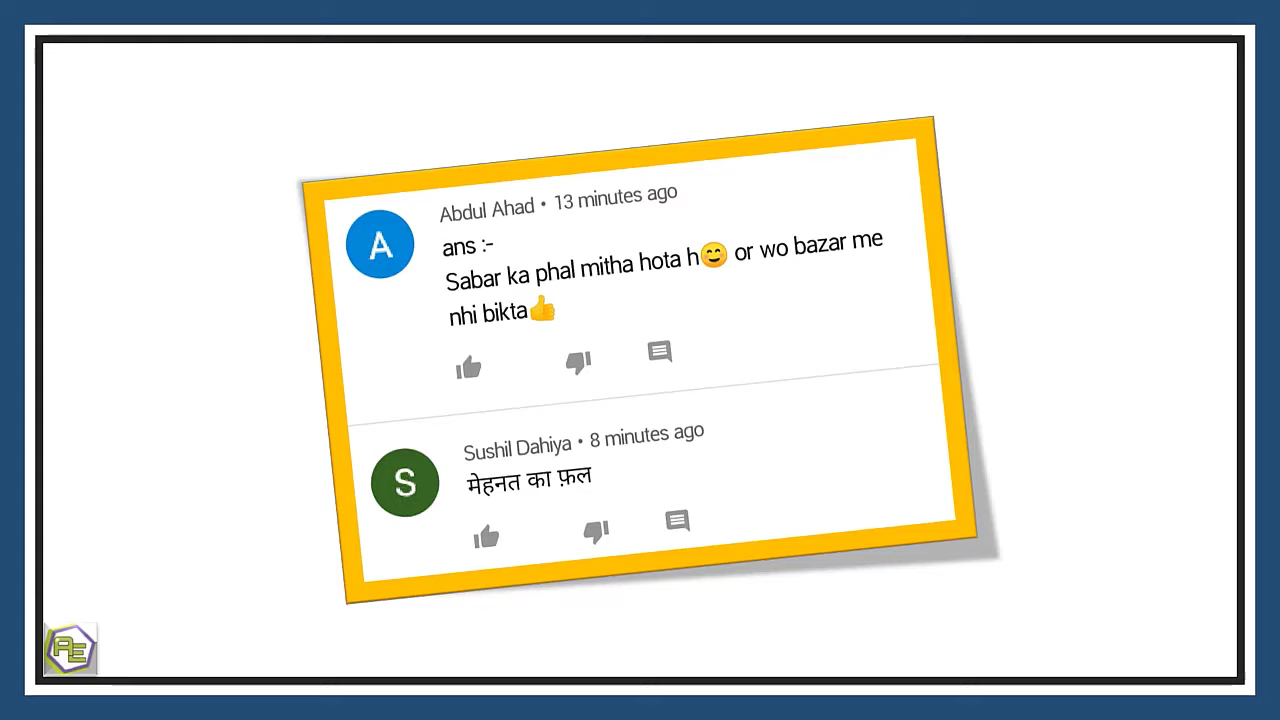 Abdul Ahad • 13 minutes ago
ans :-
Sabar ka phal mitha hota h😊 or wo bazar me
nhi bikta👍
Sushil Dahiya • 8 minutes ago
मेहनत का फ़ल
A
S
AE